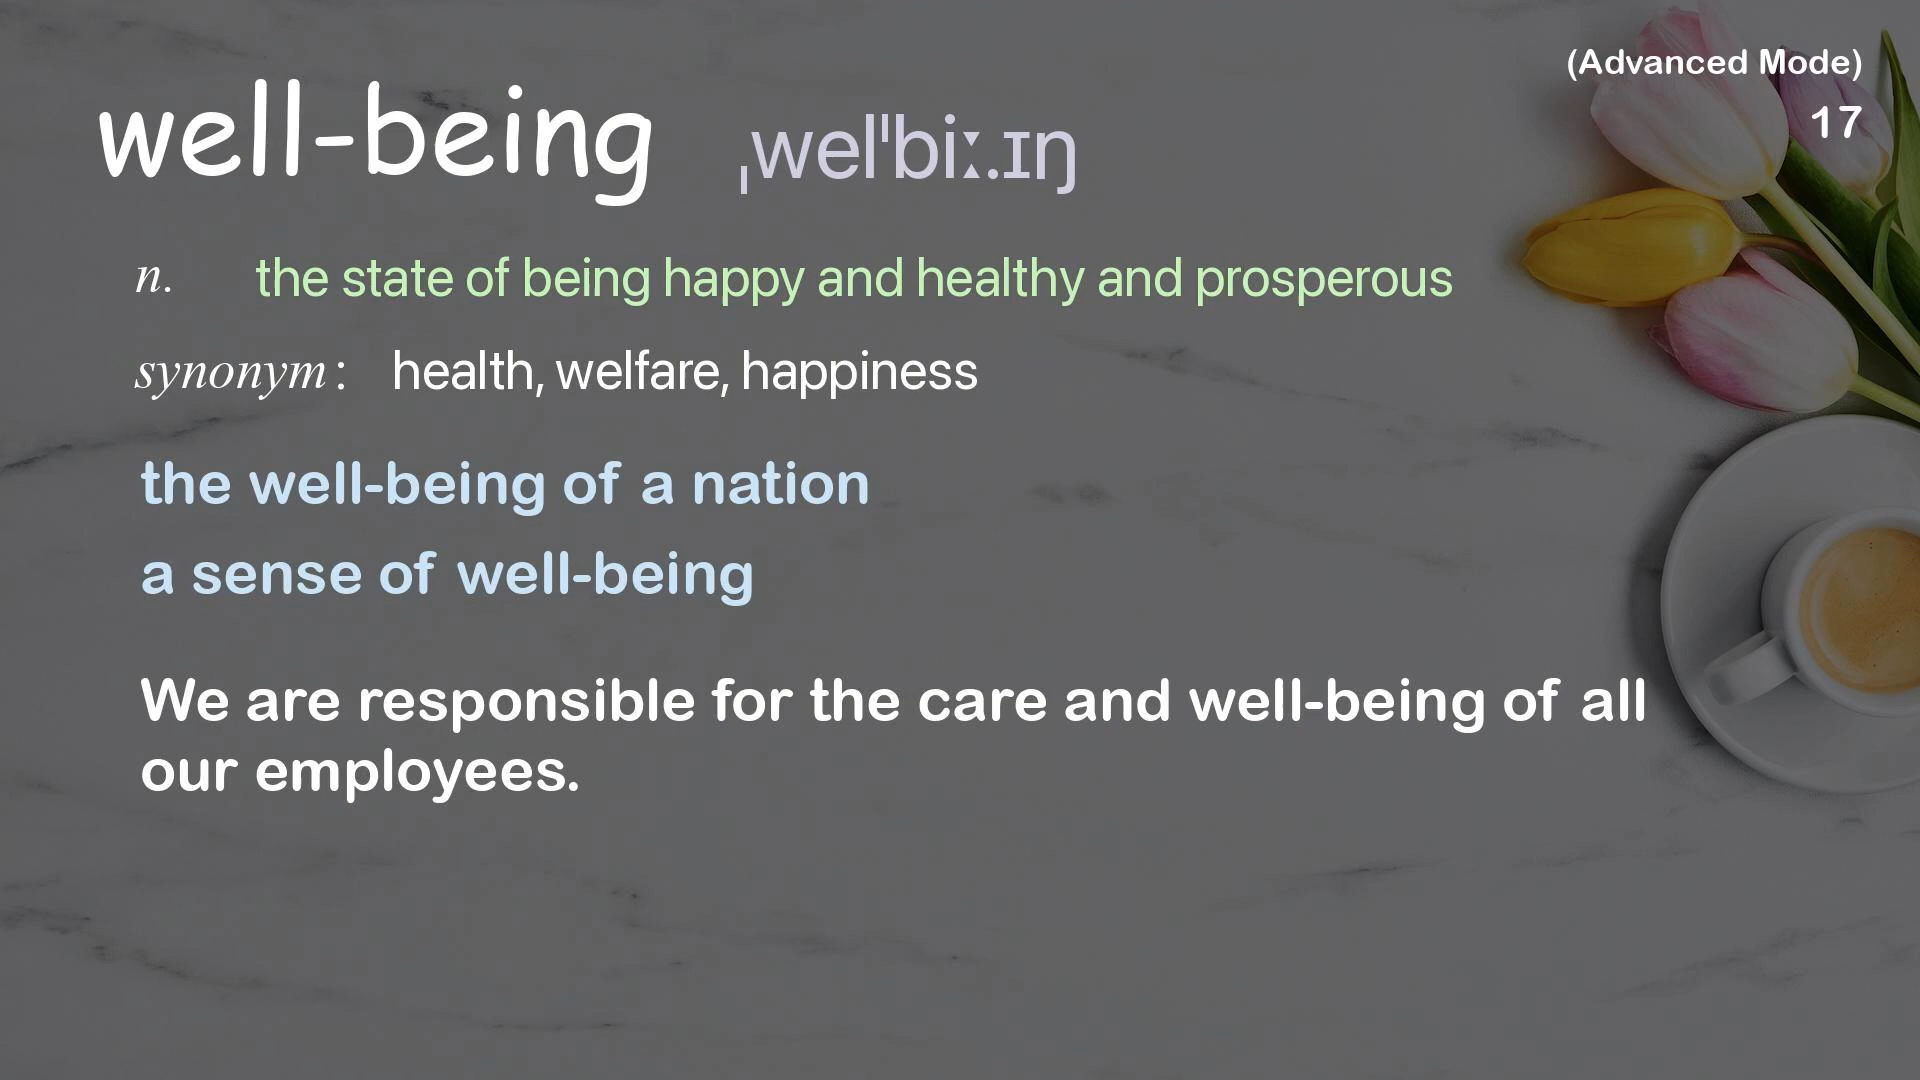 (Advanced Mode)
17
well-being ˌwelˈbiː.ɪŋ
n. the state of being happy and healthy and prosperous
synonym: health, welfare, happiness
the well-being of a nation
a sense of well-being
We are responsible for the care and well-being of all
our employees.